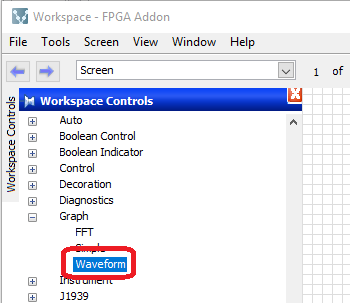 Workspace - FPGA Addon
File Tools Screen View Window Help
Screen 1 of
Workspace Controls
Workspace Controls
Auto
Boolean Control
Boolean Indicator
Control
Decoration
Diagnostics
Graph
FFT
Simple
Waveform
Instrument
J1939